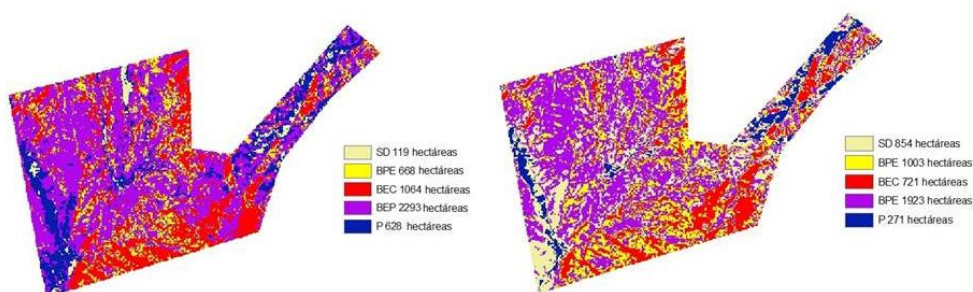 SD 119 hectáreas
BPE 668 hectáreas
BEC 1064 hectáreas
BEP 2293 hectáreas
P 628 hectáreas
SD 854 hectáreas
BPE 1003 hectáreas
BEC 721 hectáreas
BPE 1923 hectáreas
P 271 hectáreas